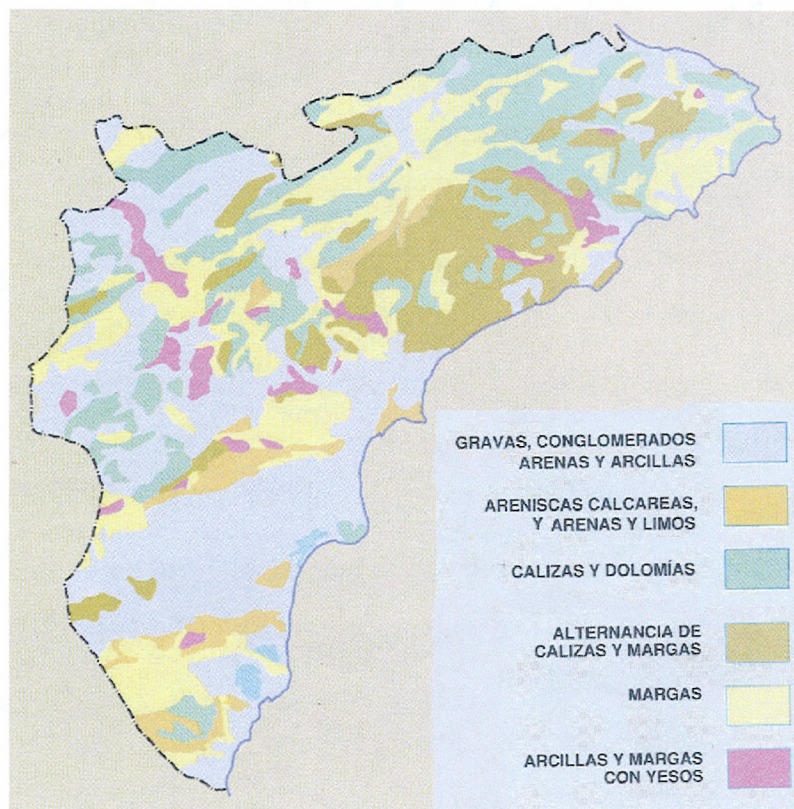 GRAVAS, CONGLOMERADOS
ARENAS Y ARCILLAS
ARENISCAS CALCAREAS,
Y ARENAS Y LIMOS
CALIZAS Y DOLOMÍAS
ALTERNANCIA DE
CALIZAS Y MARGAS
MARGAS
ARCILLAS Y MARGAS
CON YESOS